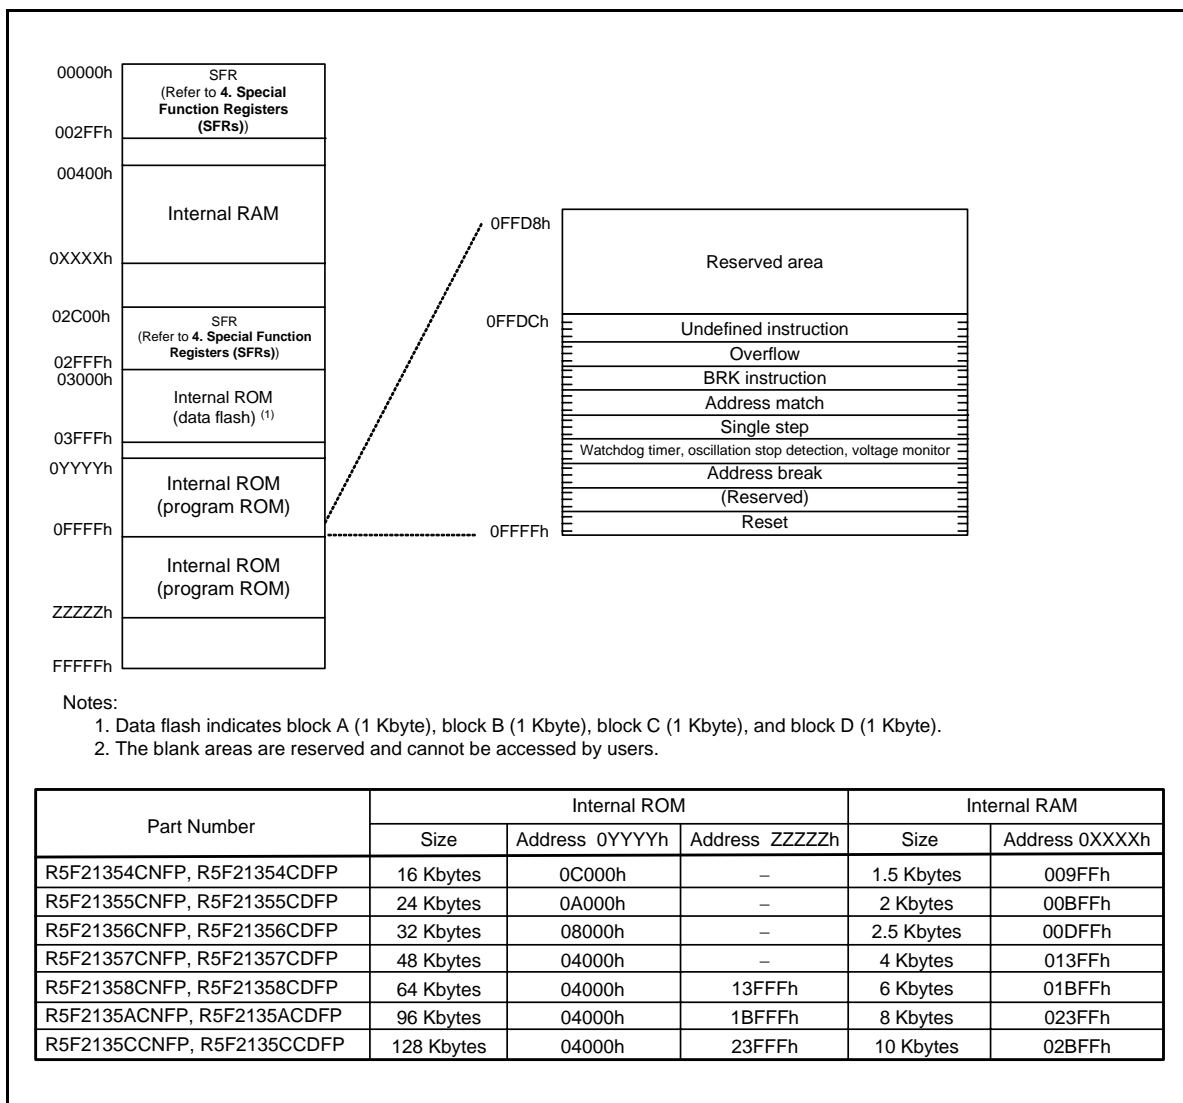 00000h
SFR
(Refer to 4. Special
Function Registers
(SFRs))
002FFh
00400h
Internal RAM
0XXXXh
02C00h
SFR
(Refer to 4. Special Function
Registers (SFRs))
02FFFh
03000h
Internal ROM
(data flash) (1)
03FFFh
0YYYYh
Internal ROM
(program ROM)
0FFFFh
Internal ROM
(program ROM)
ZZZZZh
FFFFFh
0FFD8h
Reserved area
0FFDCh
Undefined instruction
Overflow
BRK instruction
Address match
Single step
Watchdog timer, oscillation stop detection, voltage monitor
Address break
(Reserved)
Reset
0FFFFh
Notes:
1. Data flash indicates block A (1 Kbyte), block B (1 Kbyte), block C (1 Kbyte), and block D (1 Kbyte).
2. The blank areas are reserved and cannot be accessed by users.
Part Number Internal ROM Internal RAM
Size Address 0YYYYh Address ZZZZZh Size Address 0XXXXh
R5F21354CNFP, R5F21354CDFP 16 Kbytes 0C000h – 1.5 Kbytes 009FFh
R5F21355CNFP, R5F21355CDFP 24 Kbytes 0A000h – 2 Kbytes 00BFFh
R5F21356CNFP, R5F21356CDFP 32 Kbytes 08000h – 2.5 Kbytes 00DFFh
R5F21357CNFP, R5F21357CDFP 48 Kbytes 04000h – 4 Kbytes 013FFh
R5F21358CNFP, R5F21358CDFP 64 Kbytes 04000h 13FFFh 6 Kbytes 01BFFh
R5F2135ACNFP, R5F2135ACDFP 96 Kbytes 04000h 1BFFFh 8 Kbytes 023FFh
R5F2135CCNFP, R5F2135CCDFP 128 Kbytes 04000h 23FFFh 10 Kbytes 02BFFh